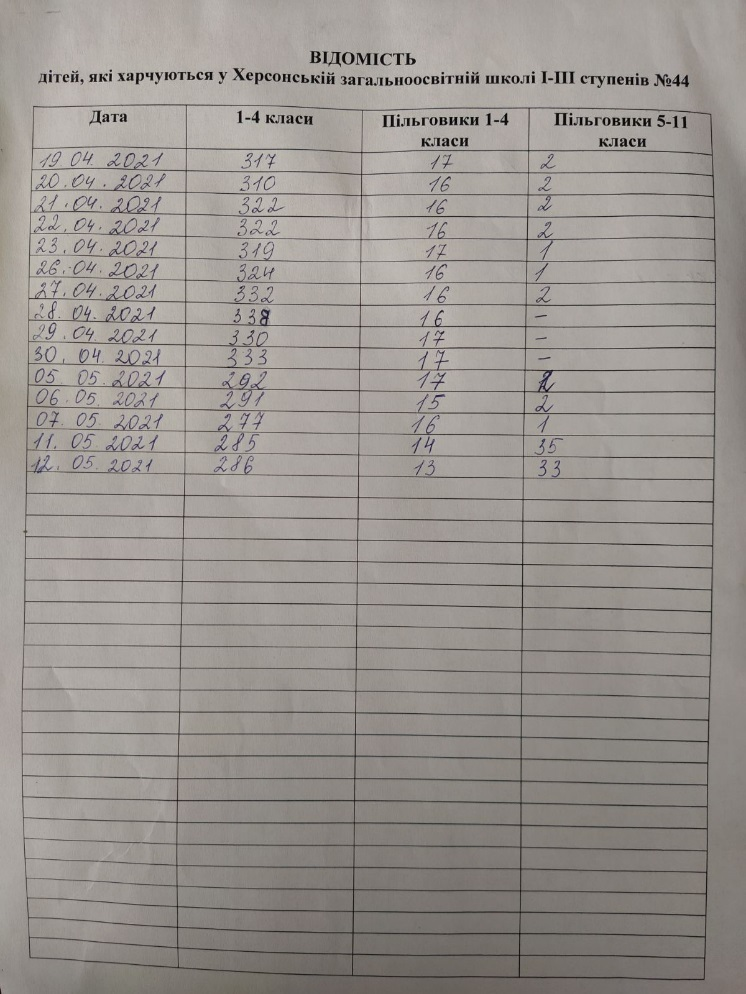 ВІДОМІСТЬ
дітей, які харчуються у Херсонській загальноосвітній школі І-ІІІ ступенів №44
Дата 1-4 класи Пільговики 1-4 класи Пільговики 5-11 класи
19.04.2021 317 17 2
20.04.2021 310 16 2
21.04.2021 322 16 2
22.04.2021 322 16 2
23.04.2021 319 17 1
26.04.2021 324 16 1
27.04.2021 332 16 2
28.04.2021 338 16 –
29.04.2021 330 17 –
30.04.2021 333 17 –
05.05.2021 292 17
06.05.2021 291 15 2
07.05.2021 277 16 1
11.05.2021 285 14 35
12.05.2021 286 13 33